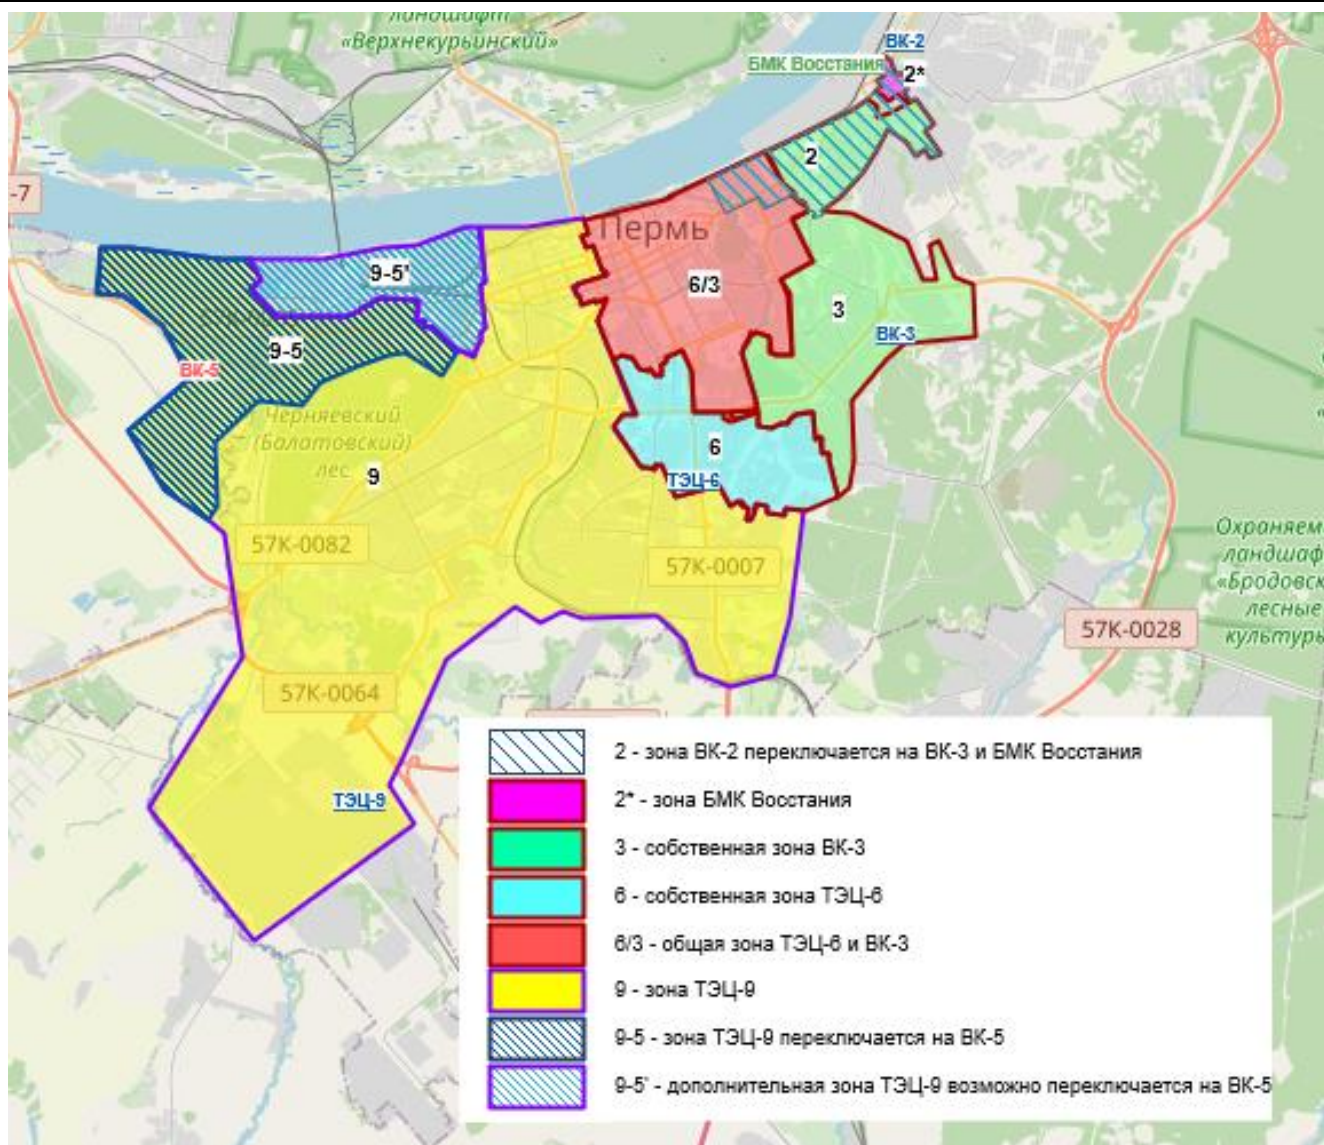 ландшафт
«Верхнекурьинский»
ВК-2
БМК Восстания
2*
2
-7
Пермь
9-5'
6/3
3
ВК-3
9-5
ВК-5
Черняевский
(Балатовский)
лес
9
6
ТЭЦ-6
57К-0082
57К-0007
Охраняем
ландшаф
«Бродовск
лесные
культуры
57К-0028
57К-0064
ТЭЦ-9
2 - зона ВК-2 переключается на ВК-3 и БМК Восстания
2* - зона БМК Восстания
3 - собственная зона ВК-3
6 - собственная зона ТЭЦ-6
6/3 - общая зона ТЭЦ-6 и ВК-3
9 - зона ТЭЦ-9
9-5 - зона ТЭЦ-9 переключается на ВК-5
9-5' - дополнительная зона ТЭЦ-9 возможно переключается на ВК-5